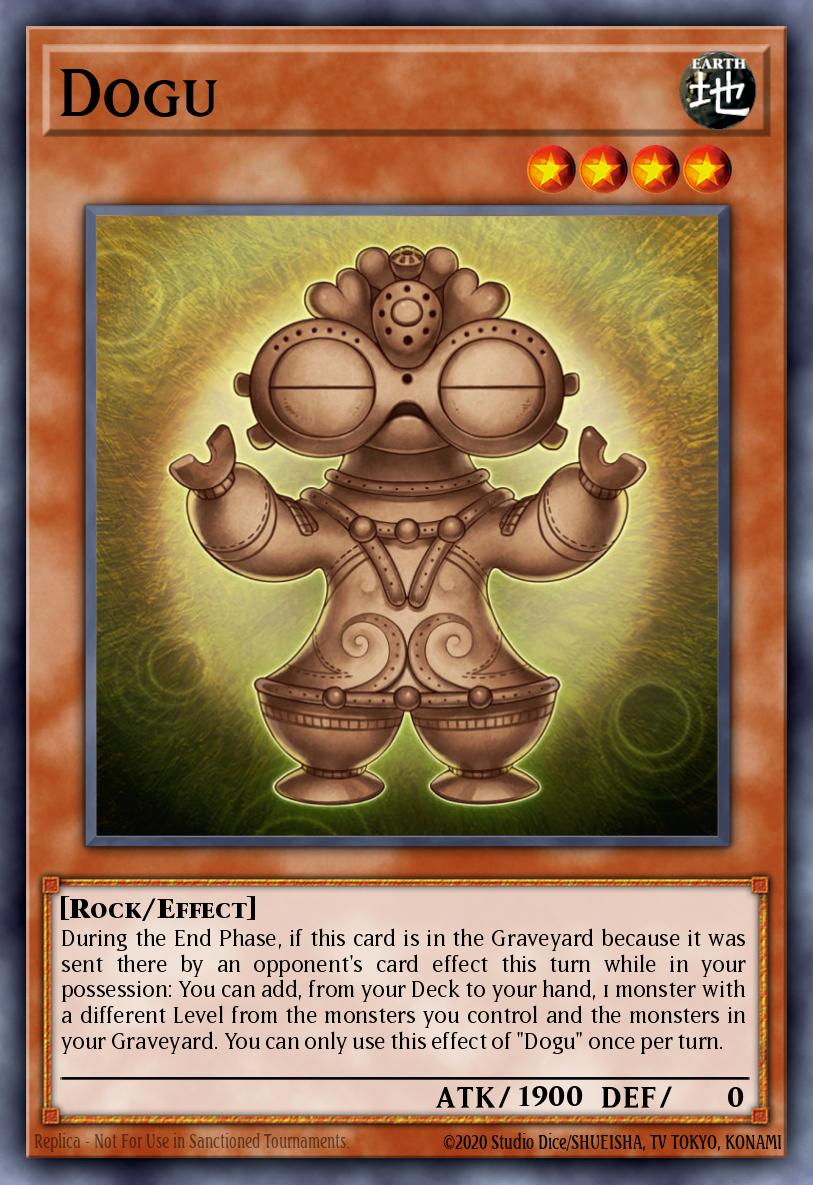 Dogu
EARTH
地
[Rock/Effect]
During the End Phase, if this card is in the Graveyard because it was
sent there by an opponent's card effect this turn while in your
possession: You can add, from your Deck to your hand, 1 monster with
a different Level from the monsters you control and the monsters in
your Graveyard. You can only use this effect of "Dogu" once per turn.
ATK/ 1900 DEF/ 0
Replica - Not For Use in Sanctioned Tournaments.
©2020 Studio Dice/SHUEISHA, TV TOKYO, KONAMI